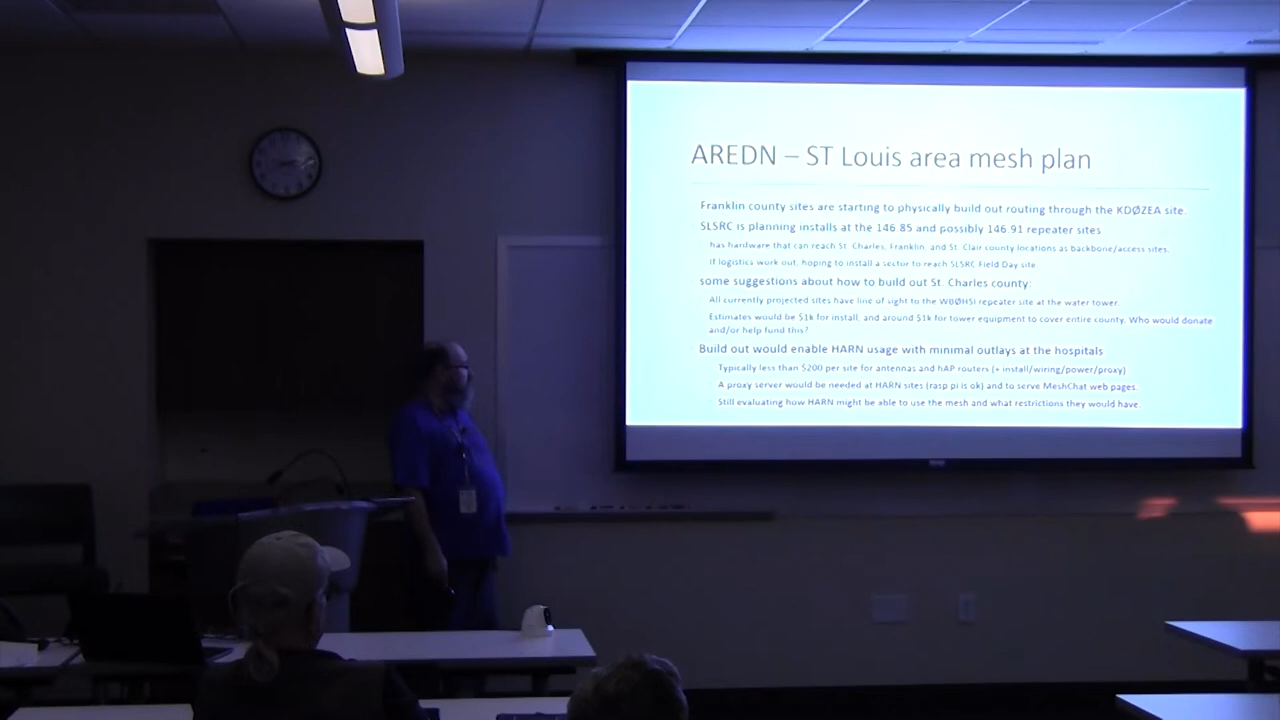 AREDN – ST Louis area mesh plan
Franklin county sites are starting to physically build out routing through the KDØZEA site.
SLSRC is planning installs at the 146.85 and possibly 146.91 repeater sites
has hardware that can reach St. Charles, Franklin, and St. Clair county locations as backbone/access sites.
if logistics work out, hoping to install a sector to reach SLSRC Field Day site.
some suggestions about how to build out St. Charles county:
All currently projected sites have line of sight to the WBØHSI repeater site at the water tower.
Estimates would be $1k for install, and around $1k for tower equipment to cover entire county. Who would donate
and/or help fund this?
Build out would enable HARN usage with minimal outlays at the hospitals
Typically less than $200 per site for antennas and hAP routers (+ install/wiring/power/proxy)
A proxy server would be needed at HARN sites (rasp pi is ok) and to serve MeshChat web pages.
Still evaluating how HARN might be able to use the mesh and what restrictions they would have.